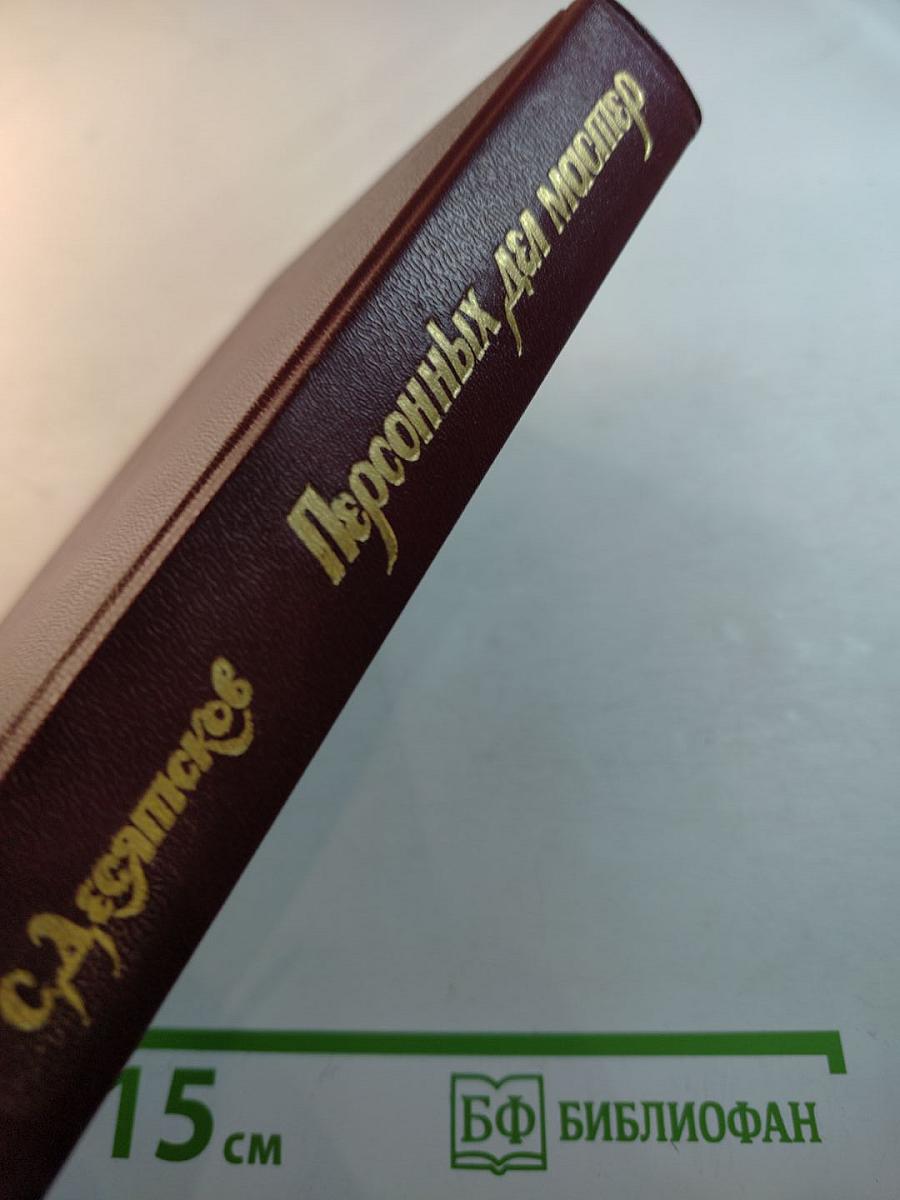 С. Десятсков
Персонных дел мастер
15 см
БФ БИБЛИОФАН